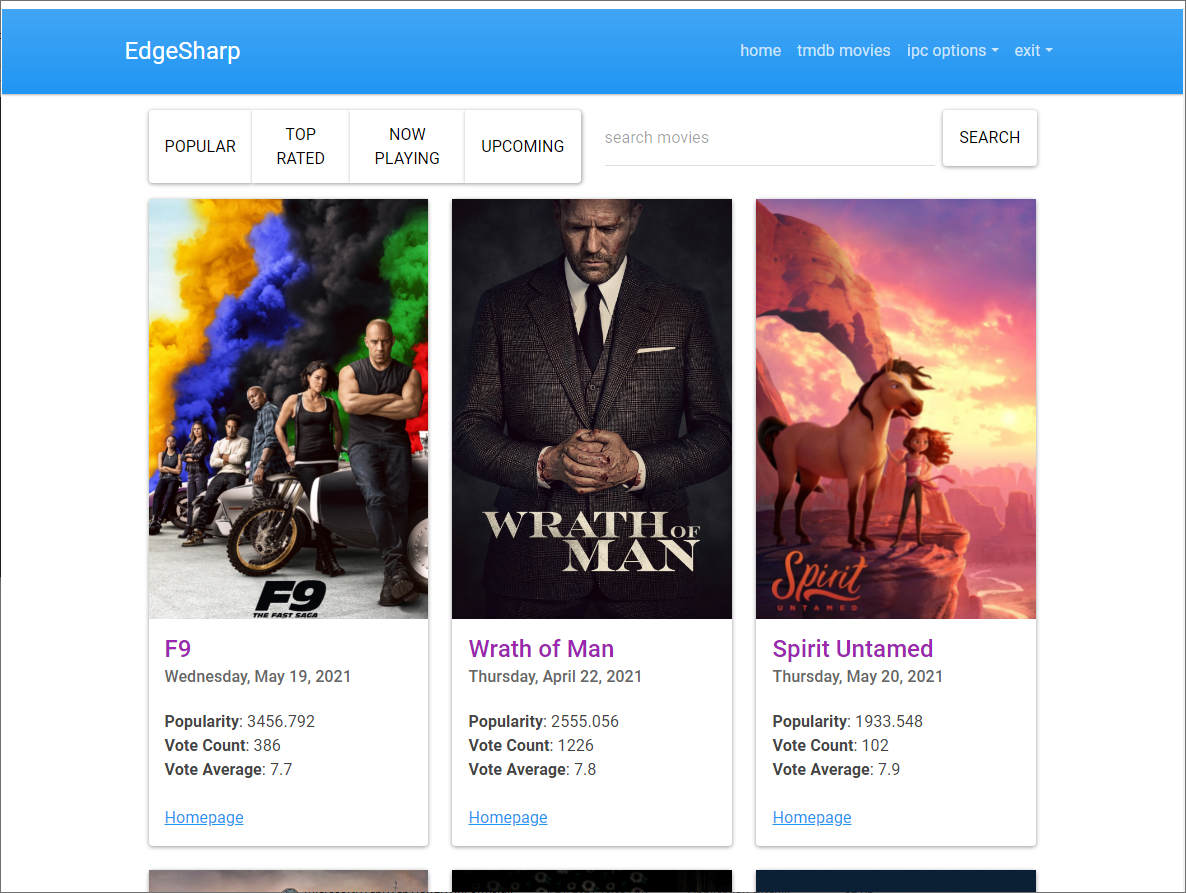 EdgeSharp
home tmdb movies ipc options exit
POPULAR
TOP
RATED
NOW
PLAYING
UPCOMING
search movies
SEARCH
F9
THE FAST SAGA
WRATH OF
MAN
Spirit
UNTAMED
F9
Wednesday, May 19, 2021
Popularity: 3456.792
Vote Count: 386
Vote Average: 7.7
Homepage
Wrath of Man
Thursday, April 22, 2021
Popularity: 2555.056
Vote Count: 1226
Vote Average: 7.8
Homepage
Spirit Untamed
Thursday, May 20, 2021
Popularity: 1933.548
Vote Count: 102
Vote Average: 7.9
Homepage